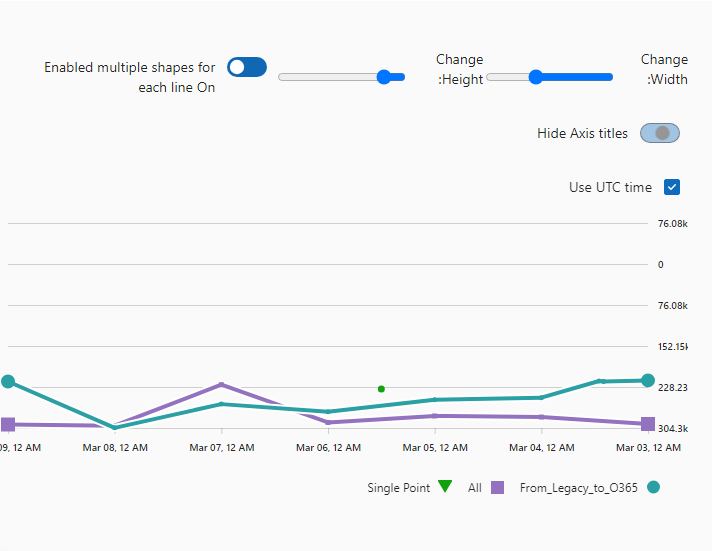 Enabled multiple shapes for
each line On
Change
:Height
Change
:Width
Hide Axis titles
Use UTC time
76.08k
0
76.08k
152.15k
228.23
304.3k
09, 12 AM
Mar 08, 12 AM
Mar 07, 12 AM
Mar 06, 12 AM
Mar 05, 12 AM
Mar 04, 12 AM
Mar 03, 12 AM
Single Point
All
From_Legacy_to_O365